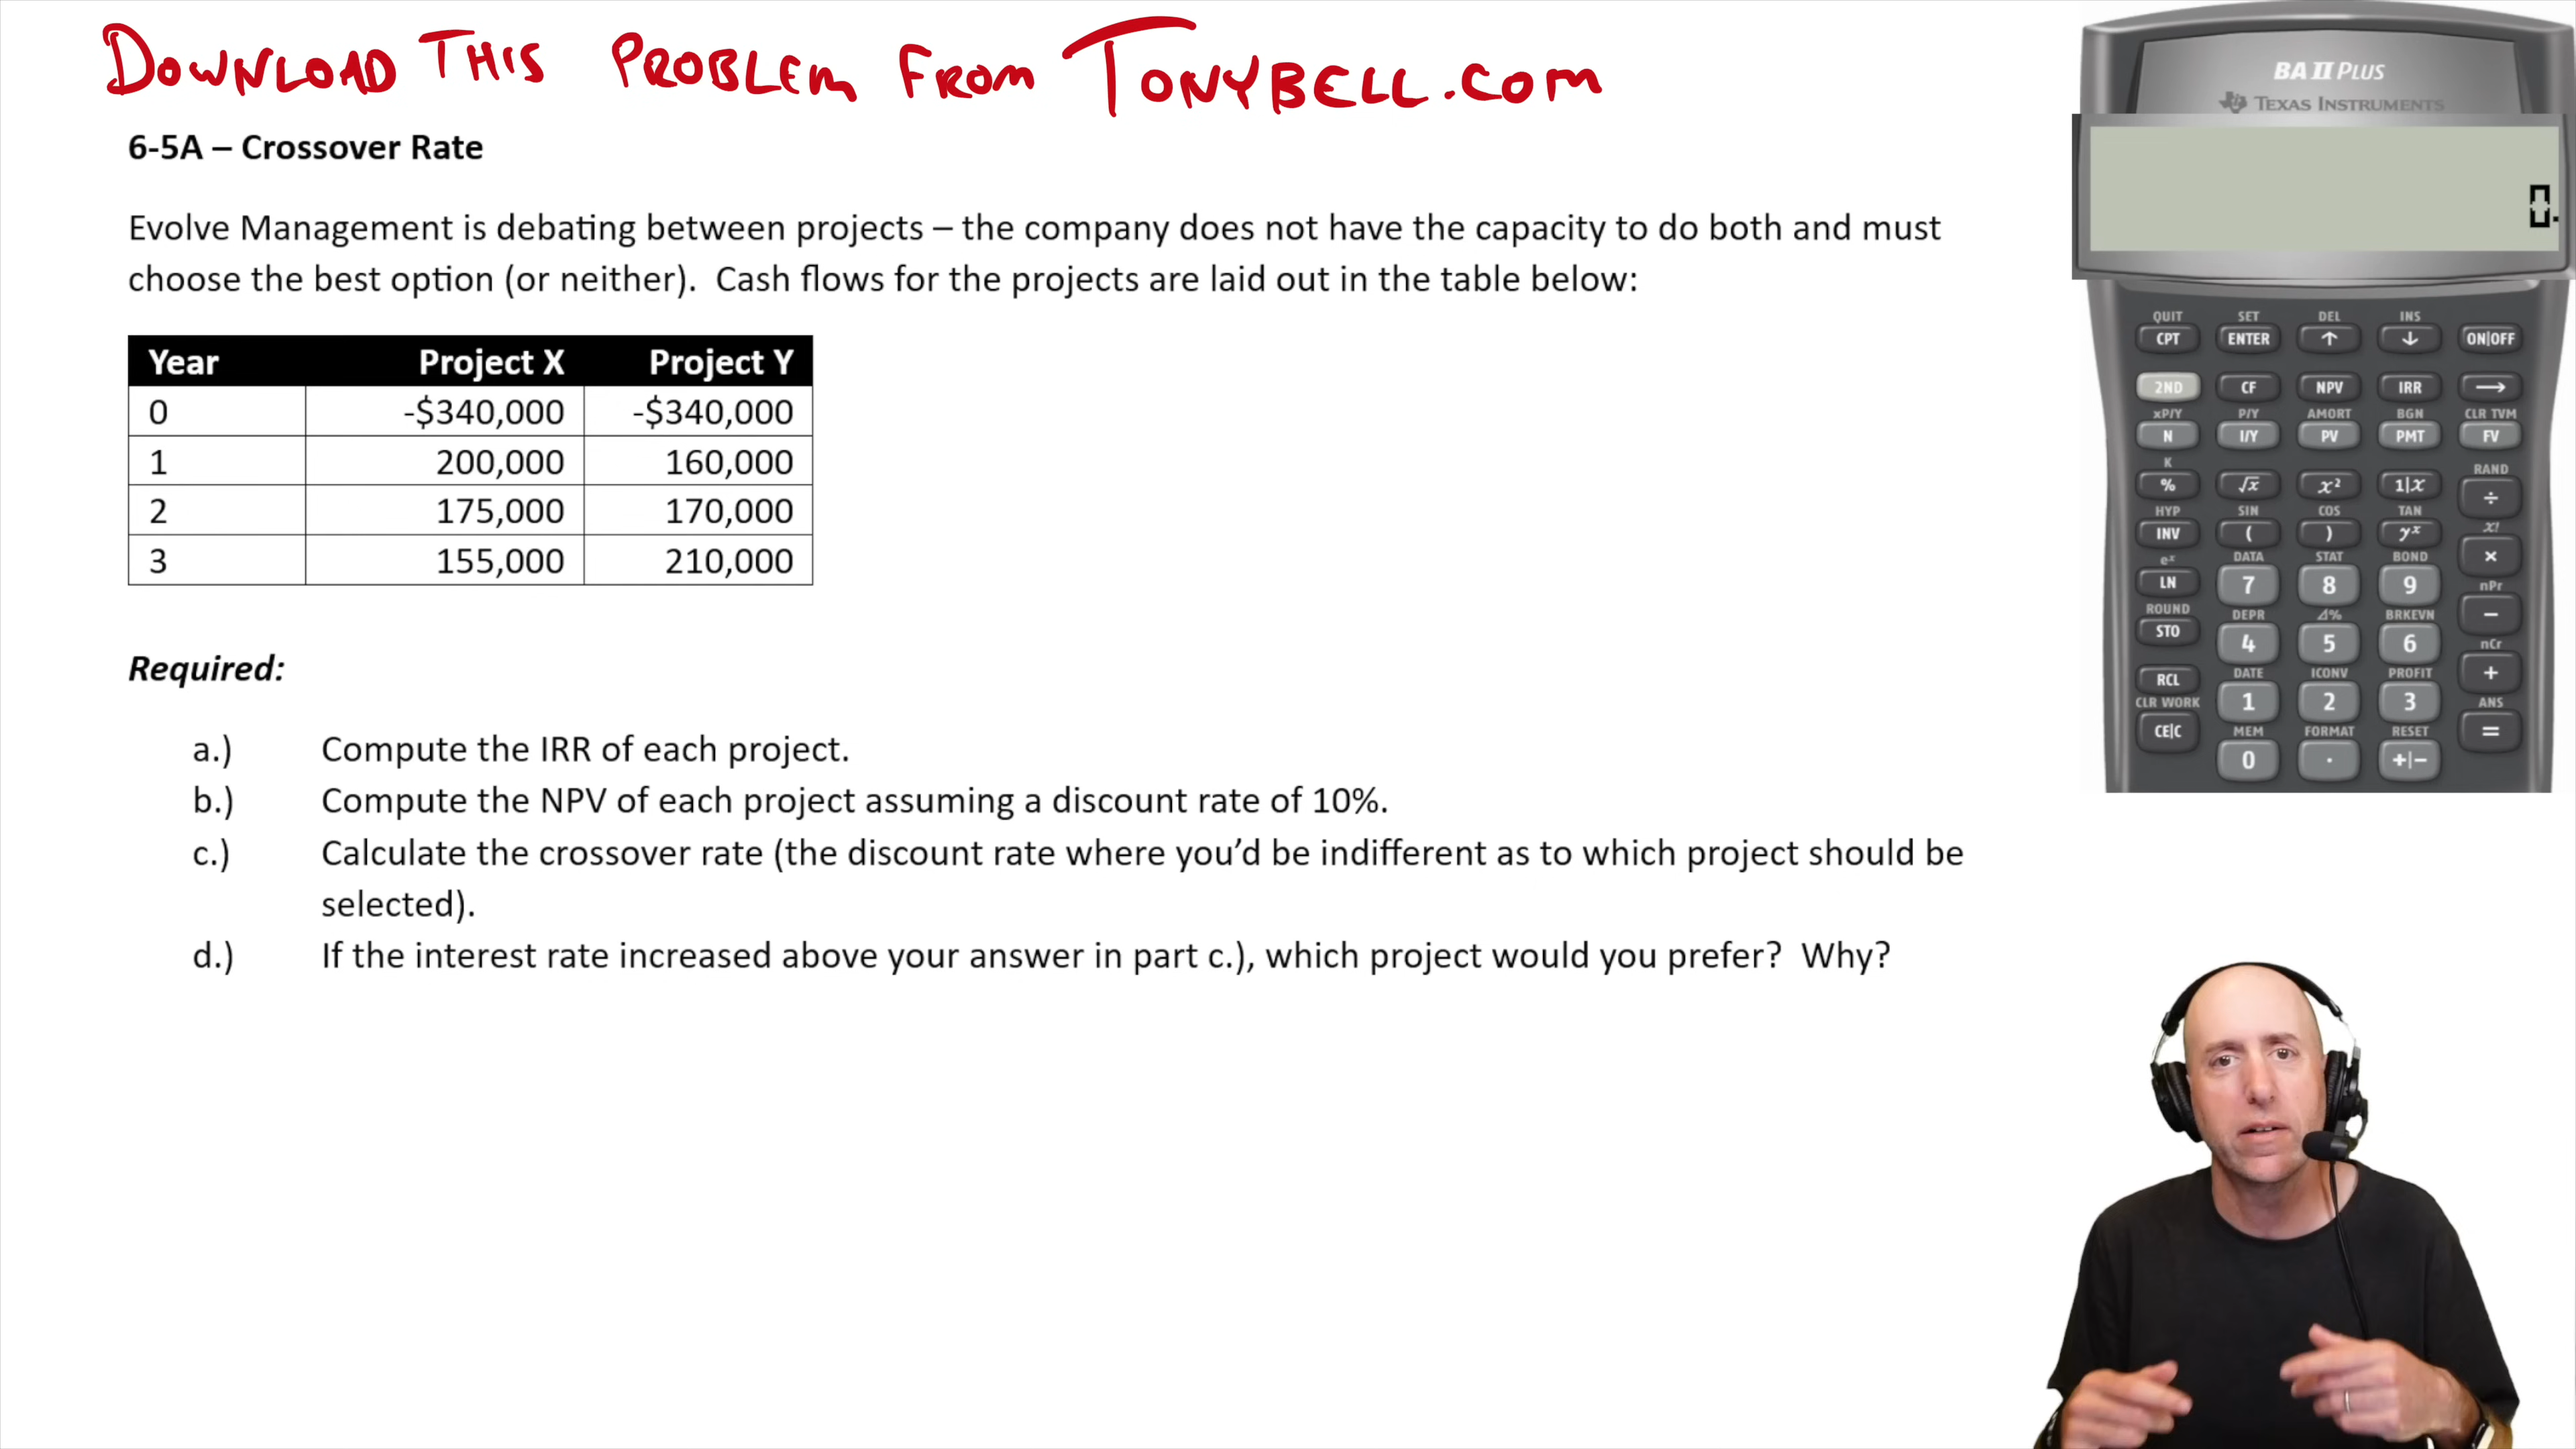 DOWNLOAD THIS PROBLEM FROM TONYBELL.COM
6-5A – Crossover Rate
Evolve Management is debating between projects – the company does not have the capacity to do both and must
choose the best option (or neither).  Cash flows for the projects are laid out in the table below:
Year Project X Project Y
0 -$340,000 -$340,000
1 200,000 160,000
2 175,000 170,000
3 155,000 210,000
Required:
a.) Compute the IRR of each project.
b.) Compute the NPV of each project assuming a discount rate of 10%.
c.) Calculate the crossover rate (the discount rate where you’d be indifferent as to which project should be
selected).
d.) If the interest rate increased above your answer in part c.), which project would you prefer?  Why?
BA II PLUS
TEXAS INSTRUMENTS
0.
QUIT SET DEL INS
CPT ENTER ↑ ↓ ON|OFF
2ND CF NPV IRR →
xP/Y P/Y AMORT BGN CLR TVM
N I/Y PV PMT FV
K RAND
% √x x² 1|x ÷
HYP SIN COS TAN x!
INV ( ) yˣ ×
eˣ DATA STAT BOND nPr
LN 7 8 9 −
ROUND DEPR Δ% BRKEVN nCr
STO 4 5 6 +
DATE ICONV PROFIT ANS
RCL 1 2 3 =
CLR WORK MEM FORMAT RESET
CE|C 0 . +|−